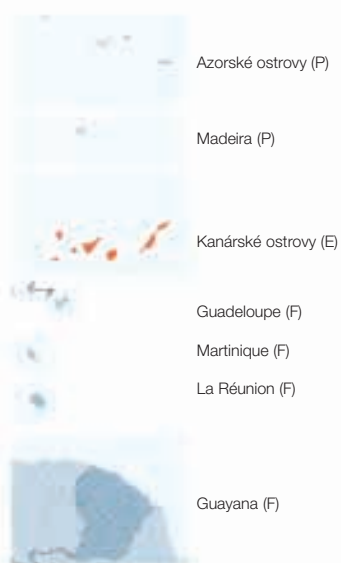 Azorské ostrovy (P)
Madeira (P)
Kanárské ostrovy (E)
Guadeloupe (F)
Martinique (F)
La Réunion (F)
Guayana (F)